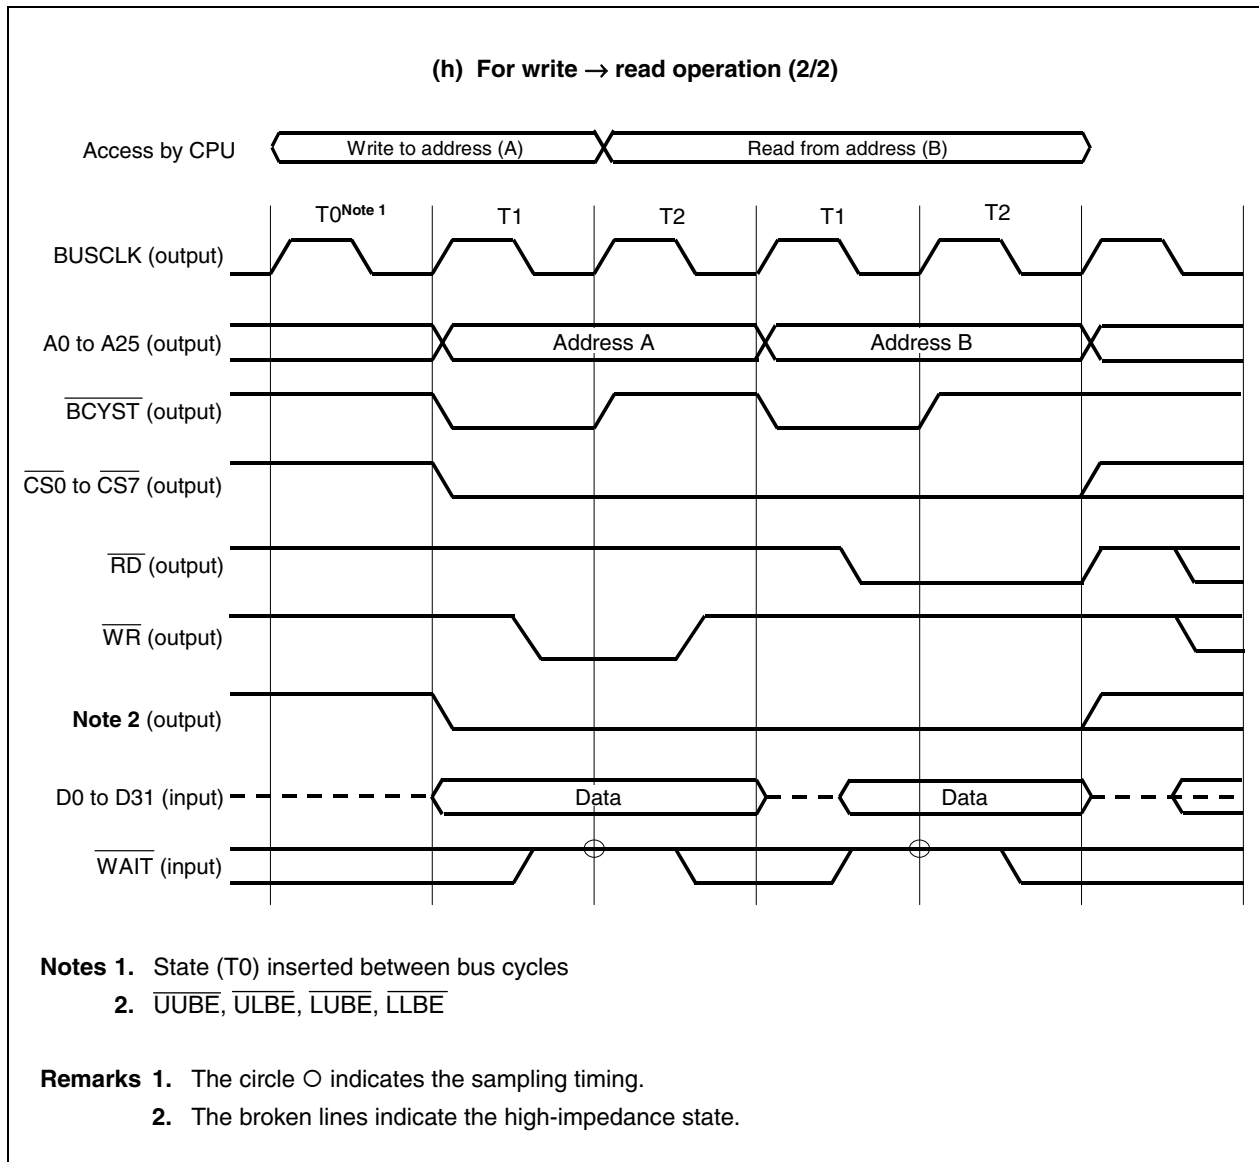 (h) For write → read operation (2/2)
Access by CPU
Write to address (A)
Read from address (B)
T0Note 1
T1
T2
T1
T2
BUSCLK (output)
A0 to A25 (output)
Address A
Address B
BCYST (output)
CS0 to CS7 (output)
RD (output)
WR (output)
Note 2 (output)
D0 to D31 (input)
Data
Data
WAIT (input)
Notes 1. State (T0) inserted between bus cycles
2. UUBE, ULBE, LUBE, LLBE
Remarks 1. The circle O indicates the sampling timing.
2. The broken lines indicate the high-impedance state.